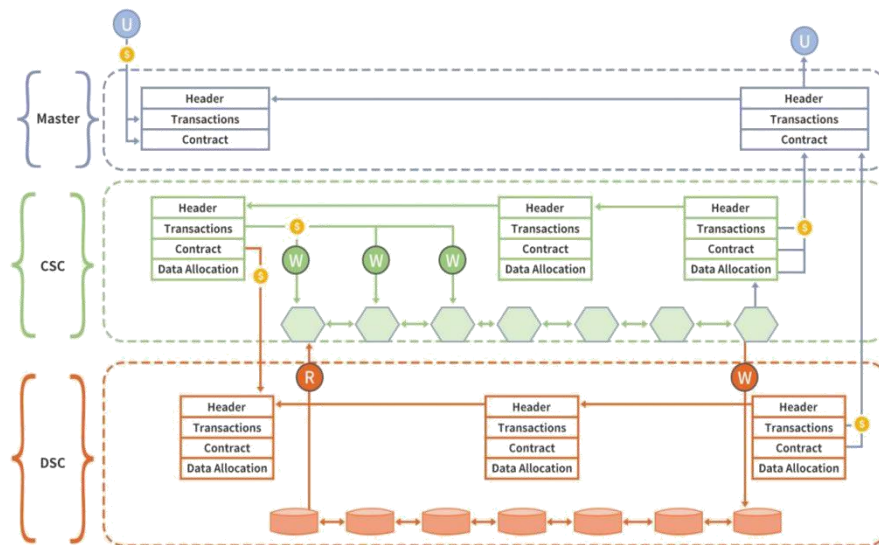 U
$
U
Master
Header
Transactions
Contract
Header
Transactions
Contract
CSC
Header
Transactions
Contract
Data Allocation
$
$
W
W
W
Header
Transactions
Contract
Data Allocation
Header
Transactions
Contract
Data Allocation
$
DSC
R
W
Header
Transactions
Contract
Data Allocation
Header
Transactions
Contract
Data Allocation
Header
Transactions
Contract
Data Allocation
$